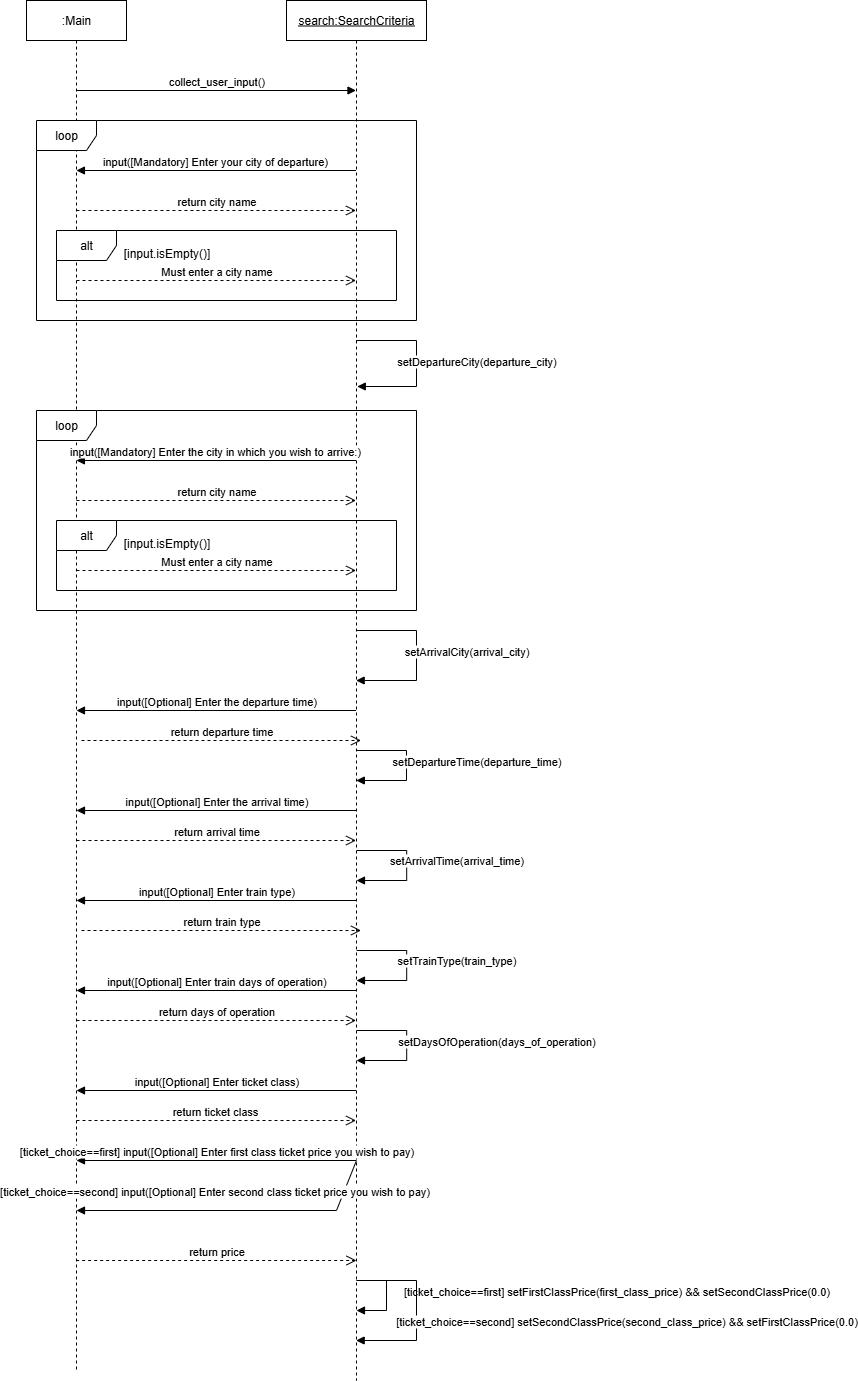 :Main
search:SearchCriteria
collect_user_input()
loop
input([Mandatory] Enter your city of departure)
return city name
alt
[input.isEmpty()]
Must enter a city name
setDepartureCity(departure_city)
loop
input([Mandatory] Enter the city in which you wish to arrive:)
return city name
alt
[input.isEmpty()]
Must enter a city name
setArrivalCity(arrival_city)
input([Optional] Enter the departure time)
return departure time
setDepartureTime(departure_time)
input([Optional] Enter the arrival time)
return arrival time
setArrivalTime(arrival_time)
input([Optional] Enter train type)
return train type
setTrainType(train_type)
input([Optional] Enter train days of operation)
return days of operation
setDaysOfOperation(days_of_operation)
input([Optional] Enter ticket class)
return ticket class
[ticket_choice==first] input([Optional] Enter first class ticket price you wish to pay)
[ticket_choice==second] input([Optional] Enter second class ticket price you wish to pay)
return price
[ticket_choice==first] setFirstClassPrice(first_class_price) && setSecondClassPrice(0.0)
[ticket_choice==second] setSecondClassPrice(second_class_price) && setFirstClassPrice(0.0)